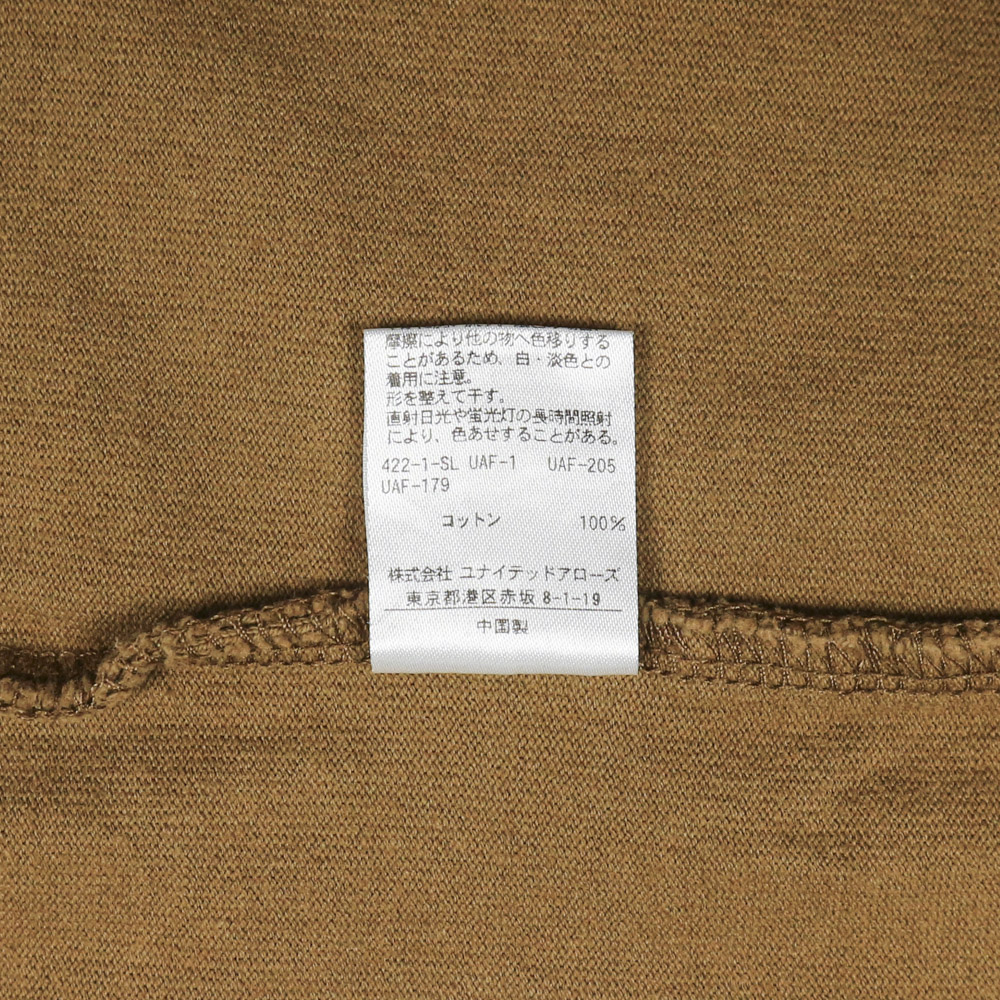 摩擦により他の物へ色移りする
ことがあるため、白・淡色との
着用に注意。
形を整えて干す。
直射日光や蛍光灯の長時間照射
により、色あせすることがある。
422-1-SL UAF-1 UAF-205
UAF-179
コットン 100%
株式会社 ユナイテッドアローズ
東京都港区赤坂 8-1-19
中国製